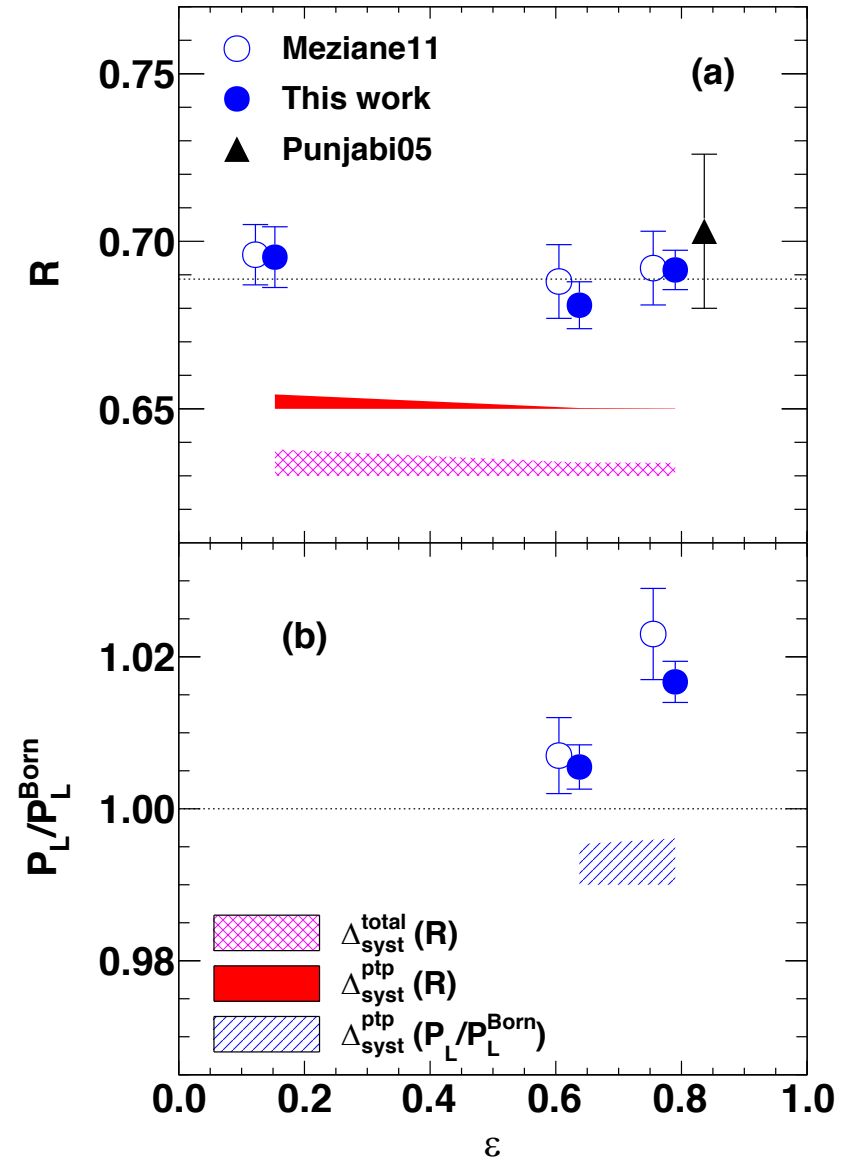 Meziane11
This work
Punjabi05
(a)
0.75
0.70
0.65
R
(b)
1.02
1.00
0.98
P_L/P_L^Born
Δ_syst^total (R)
Δ_syst^ptp (R)
Δ_syst^ptp (P_L/P_L^Born)
0.0 0.2 0.4 0.6 0.8 1.0
ε